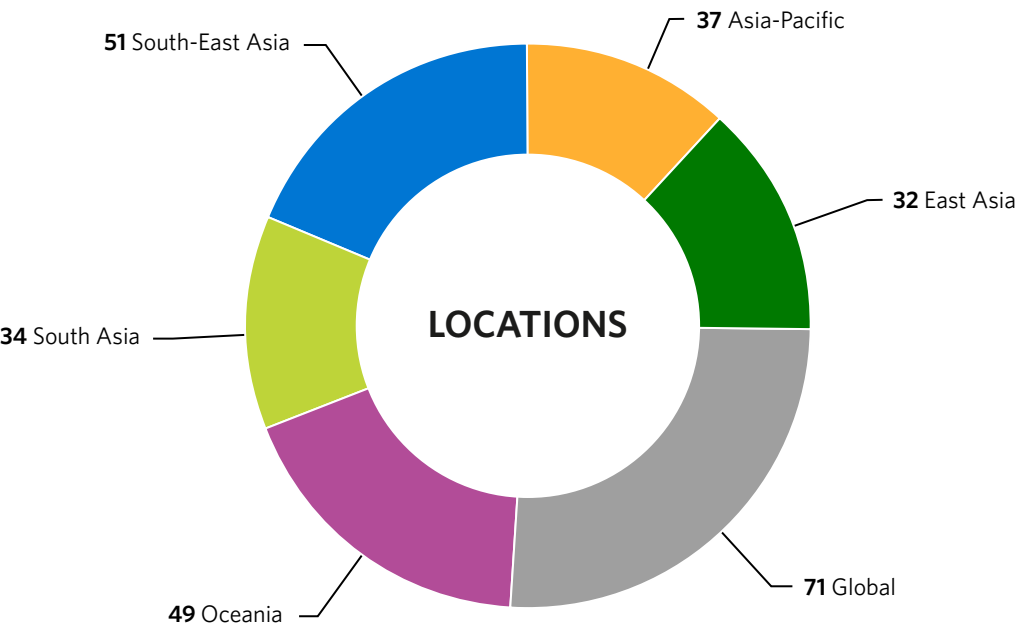 37 Asia-Pacific
51 South-East Asia
32 East Asia
LOCATIONS
34 South Asia
71 Global
49 Oceania